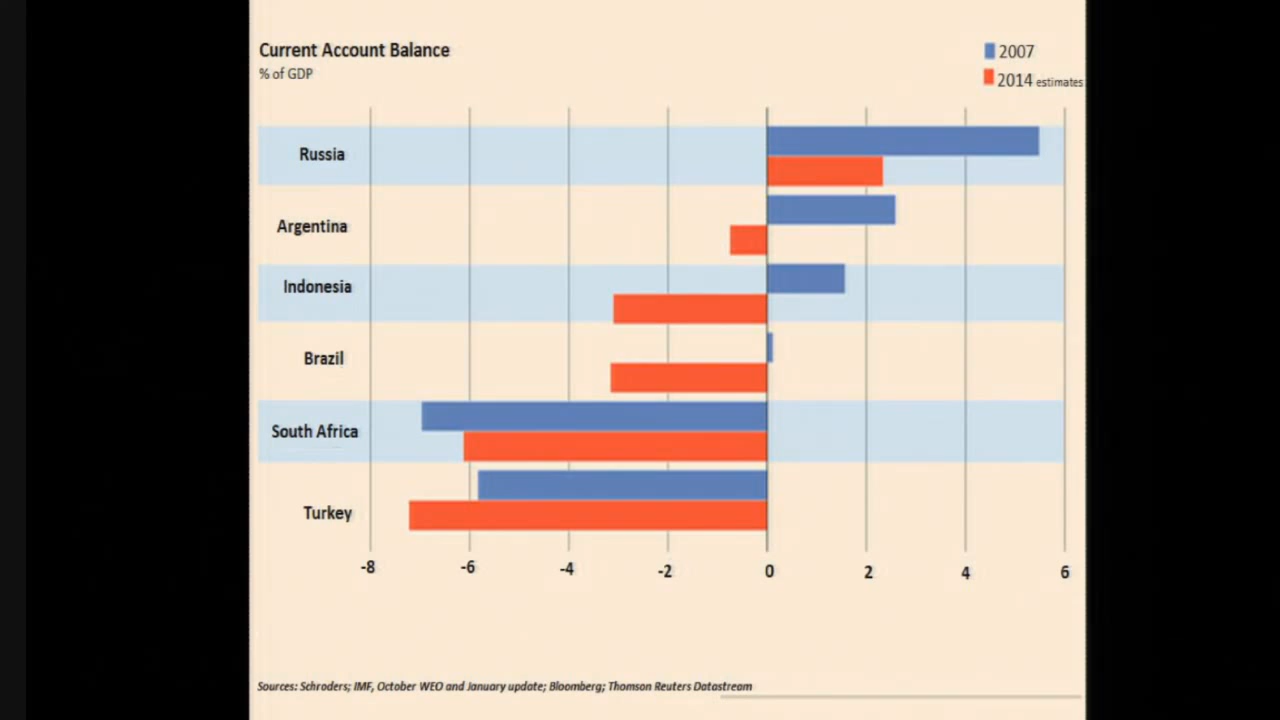 Current Account Balance
% of GDP
2007
2014 estimates
Russia
Argentina
Indonesia
Brazil
South Africa
Turkey
-8 -6 -4 -2 0 2 4 6
Sources: Schroders; IMF, October WEO and January update; Bloomberg; Thomson Reuters Datastream